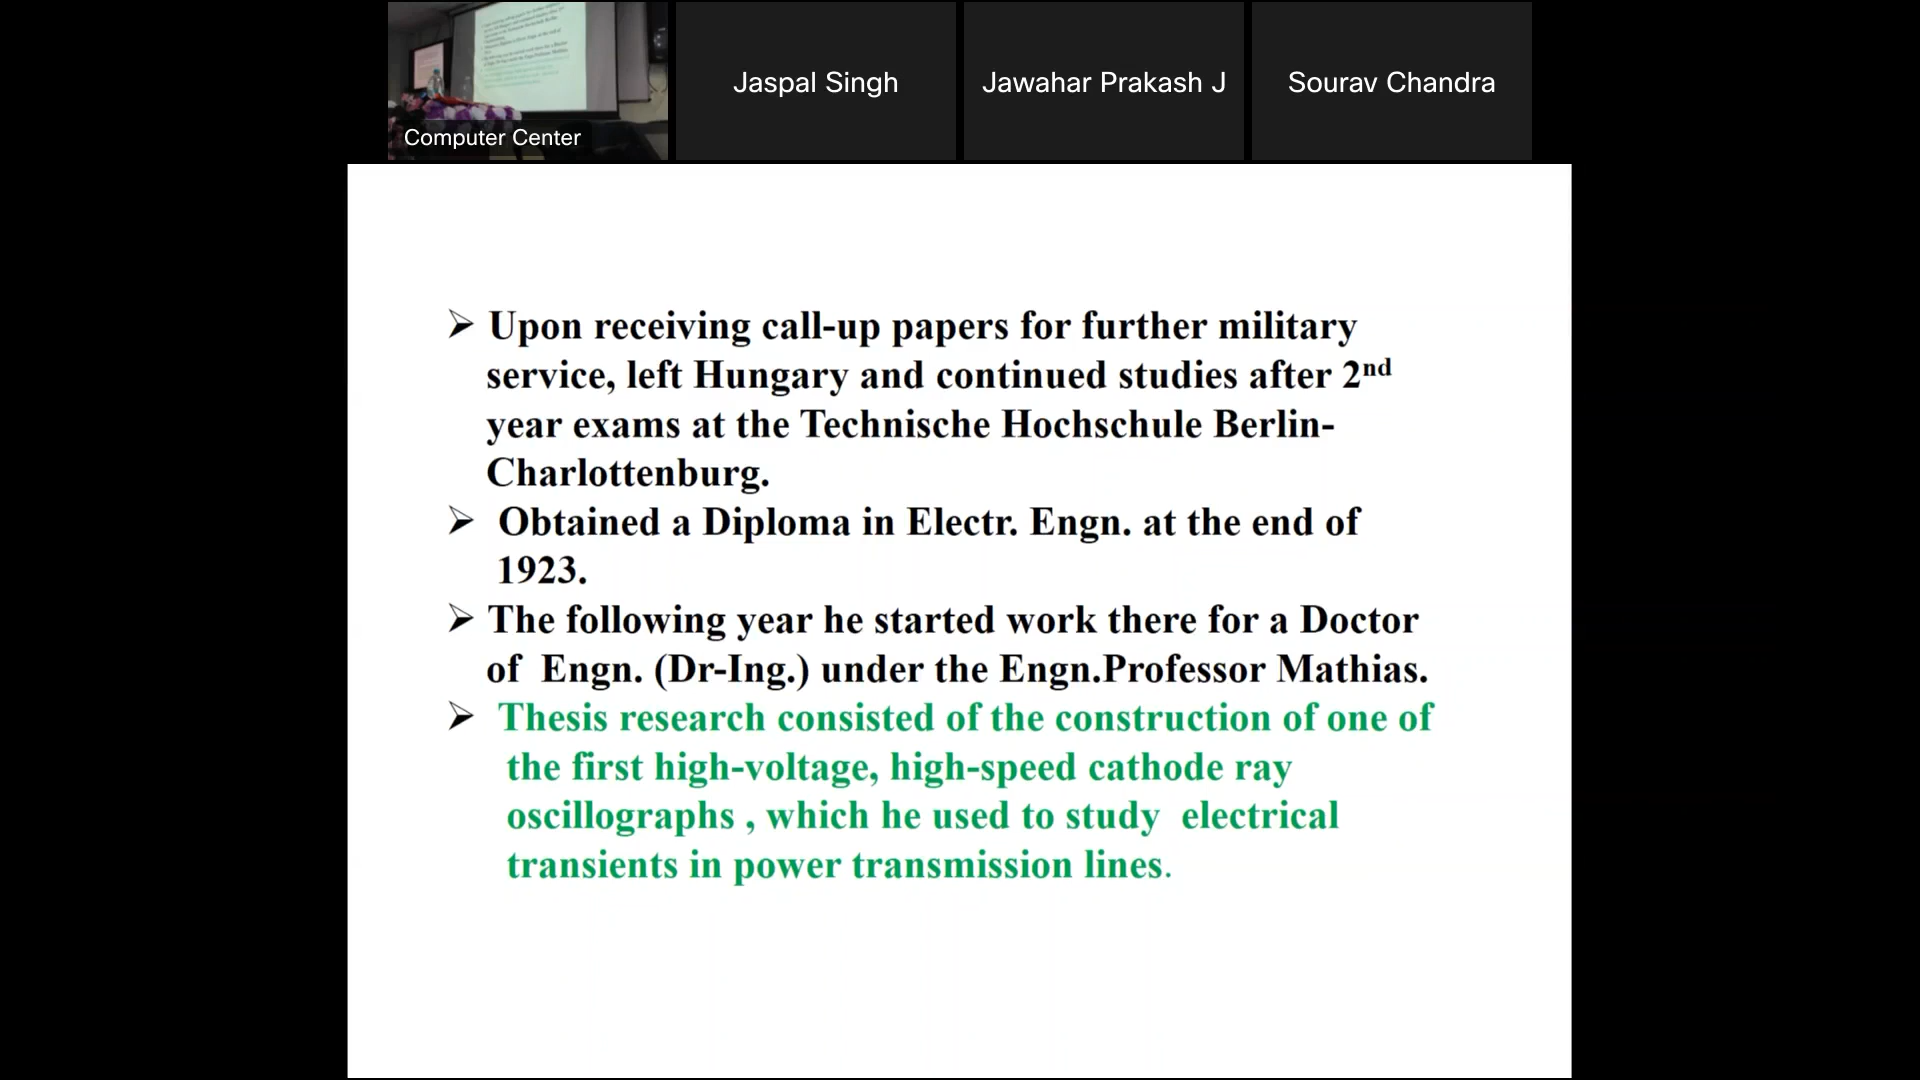 Computer Center
Jaspal Singh
Jawahar Prakash J
Sourav Chandra
➢ Upon receiving call-up papers for further military
service, left Hungary and continued studies after 2nd
year exams at the Technische Hochschule Berlin-
Charlottenburg.
➢ Obtained a Diploma in Electr. Engn. at the end of
1923.
➢ The following year he started work there for a Doctor
of Engn. (Dr-Ing.) under the Engn.Professor Mathias.
➢ Thesis research consisted of the construction of one of
the first high-voltage, high-speed cathode ray
oscillographs , which he used to study electrical
transients in power transmission lines.